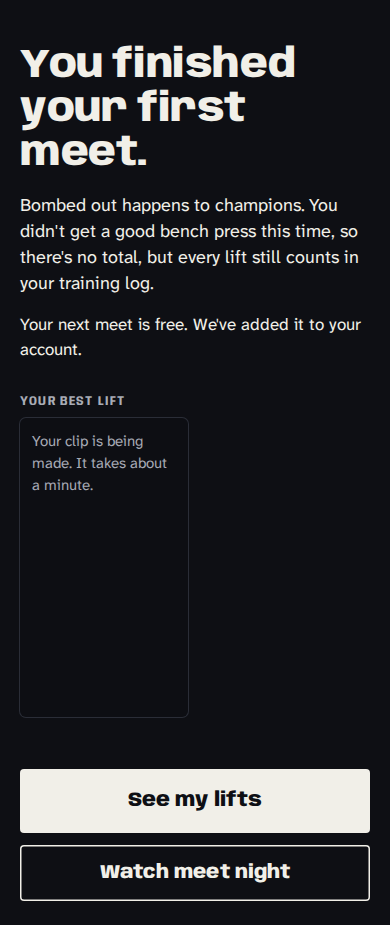 You finished
your first
meet.
Bombed out happens to champions. You
didn't get a good bench press this time, so
there's no total, but every lift still counts in
your training log.
Your next meet is free. We've added it to your
account.
YOUR BEST LIFT
Your clip is being
made. It takes about
a minute.
See my lifts
Watch meet night